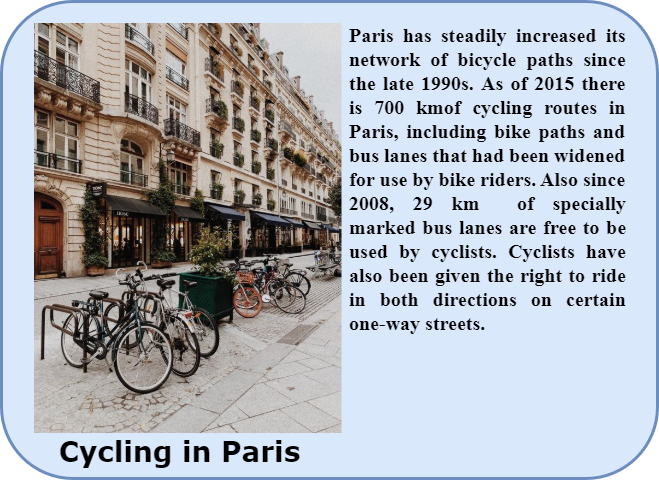 Paris has steadily increased its
network of bicycle paths since
the late 1990s. As of 2015 there
is 700 kmof cycling routes in
Paris, including bike paths and
bus lanes that had been widened
for use by bike riders. Also since
2008, 29 km of specially
marked bus lanes are free to be
used by cyclists. Cyclists have
also been given the right to ride
in both directions on certain
one-way streets.
Cycling in Paris